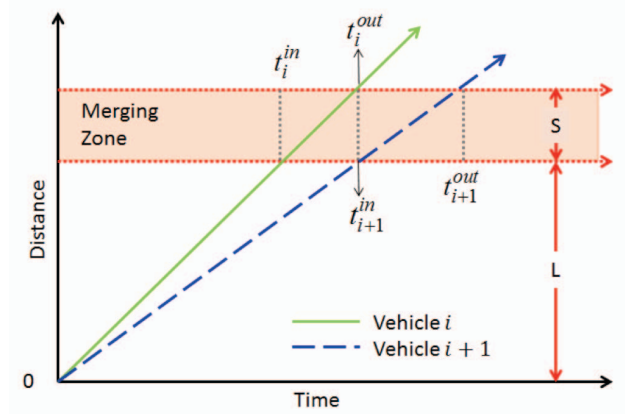 t_i^{out}
t_i^{in}
Merging
Zone
S
t_{i+1}^{in}
t_{i+1}^{out}
Distance
L
Vehicle i
Vehicle i + 1
0
Time